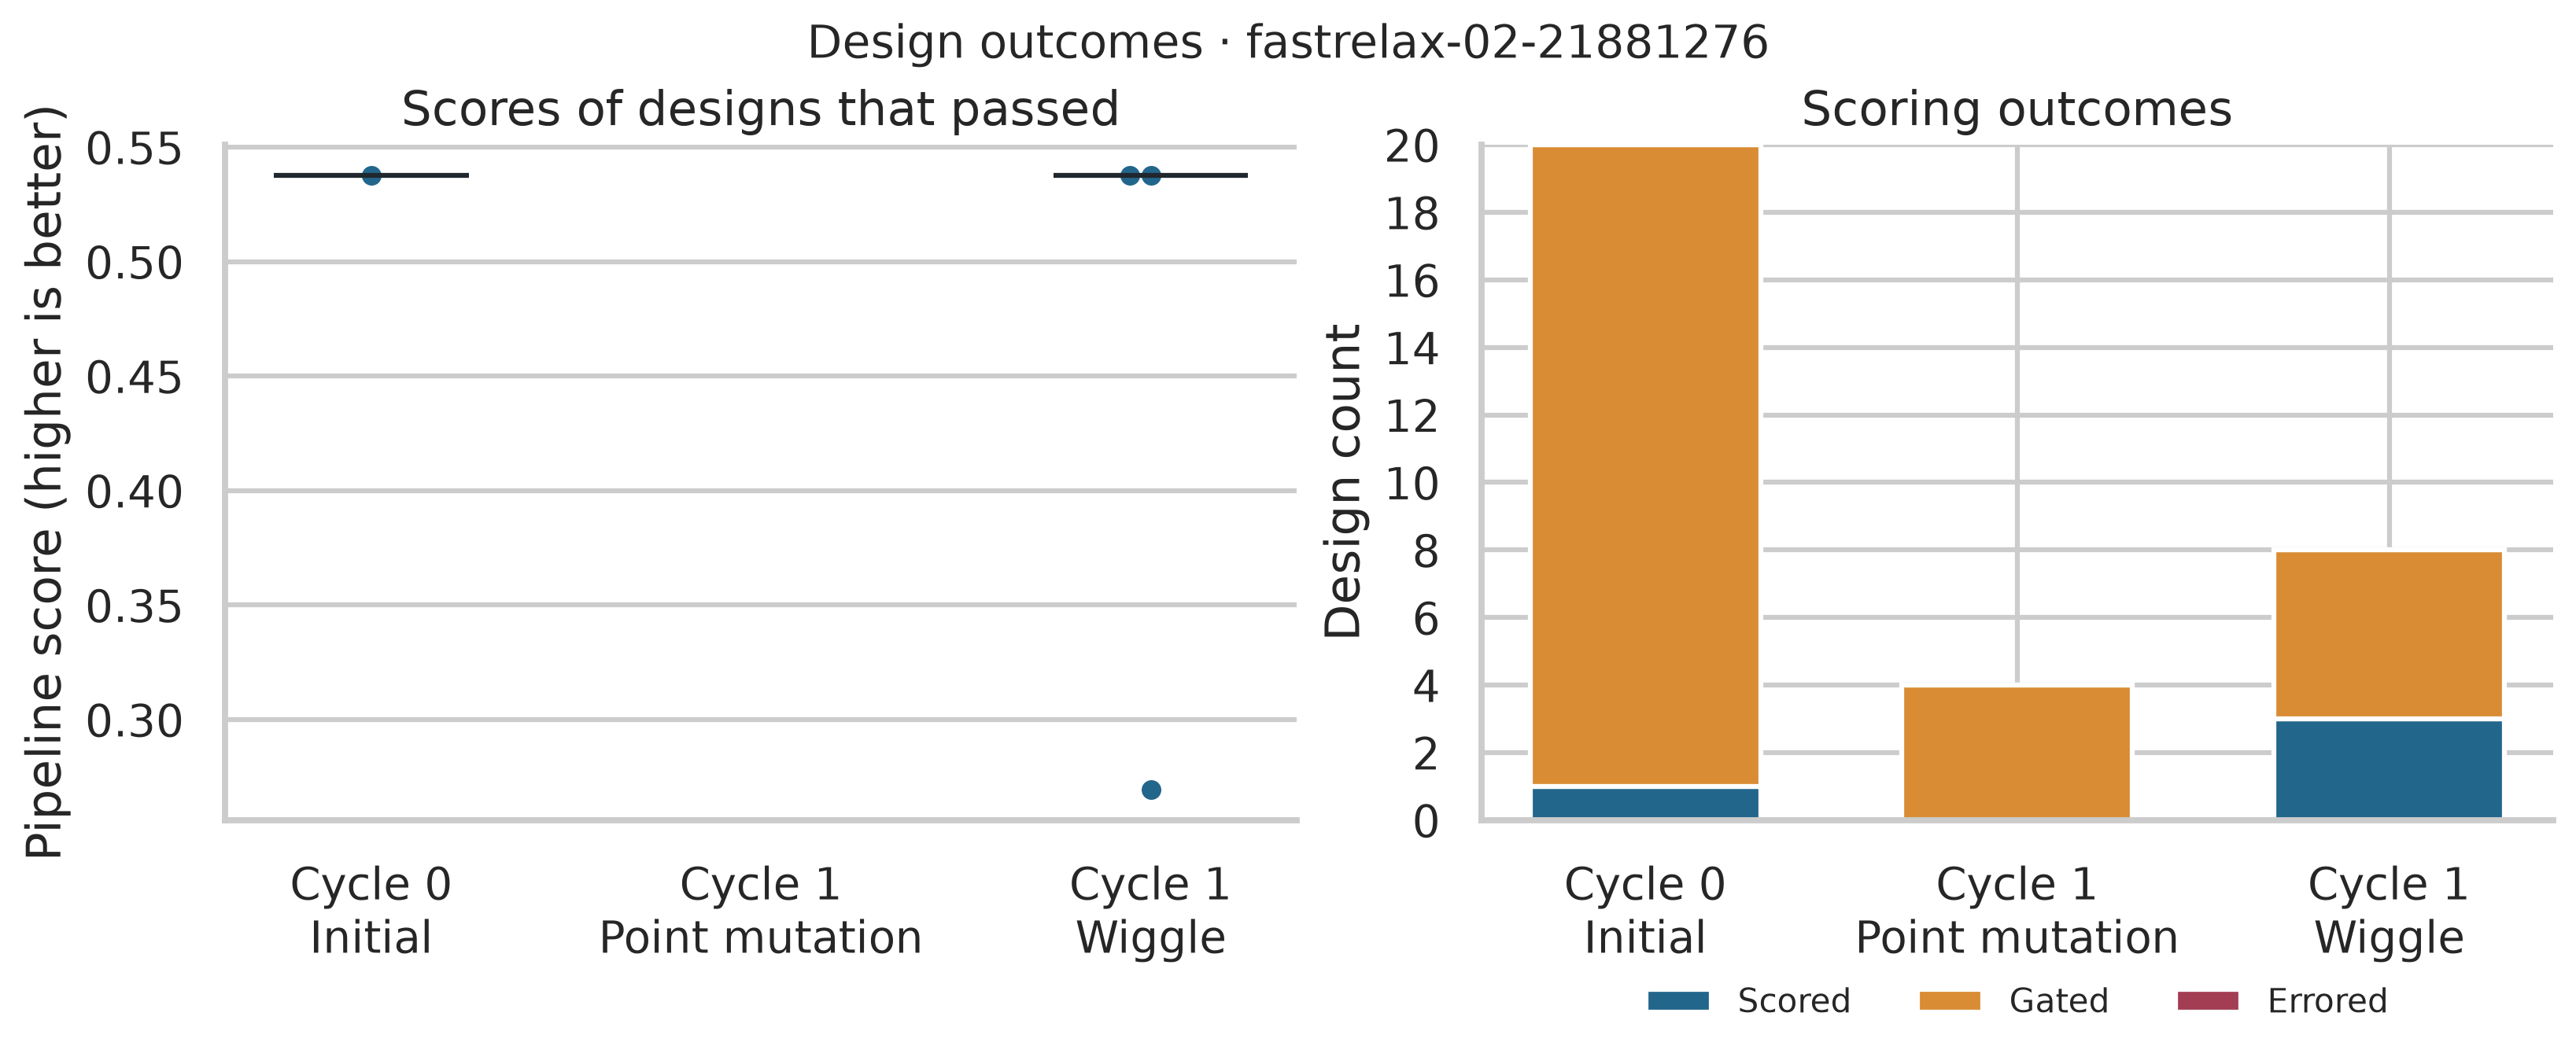 Design outcomes · fastrelax-02-21881276
Scores of designs that passed
Pipeline score (higher is better)
0.55
0.50
0.45
0.40
0.35
0.30
Cycle 0
Initial
Cycle 1
Point mutation
Cycle 1
Wiggle
Scoring outcomes
Design count
20
18
16
14
12
10
8
6
4
2
0
Cycle 0
Initial
Cycle 1
Point mutation
Cycle 1
Wiggle
Scored Gated Errored